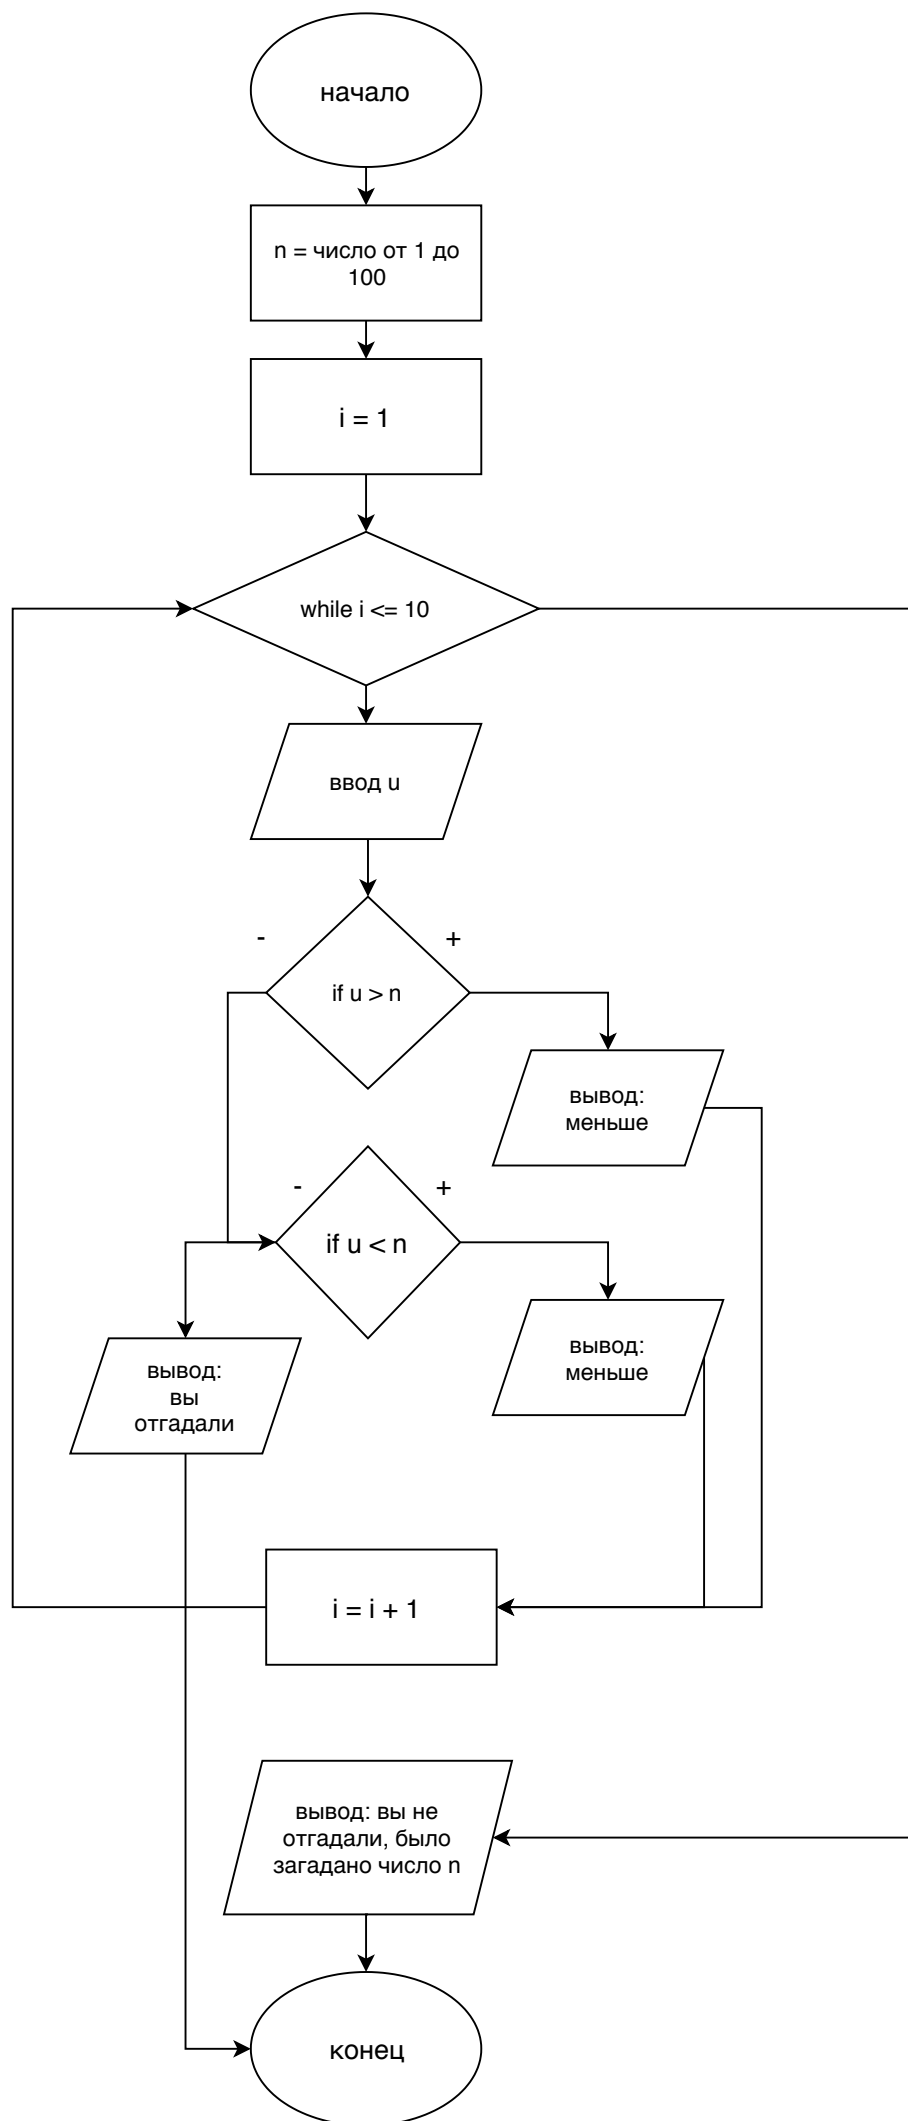 начало
n = число от 1 до
100
i = 1
while i <= 10
ввод u
-
+
if u > n
вывод:
меньше
-
+
if u < n
вывод:
меньше
вывод:
вы
отгадали
i = i + 1
вывод: вы не
отгадали, было
загадано число n
конец